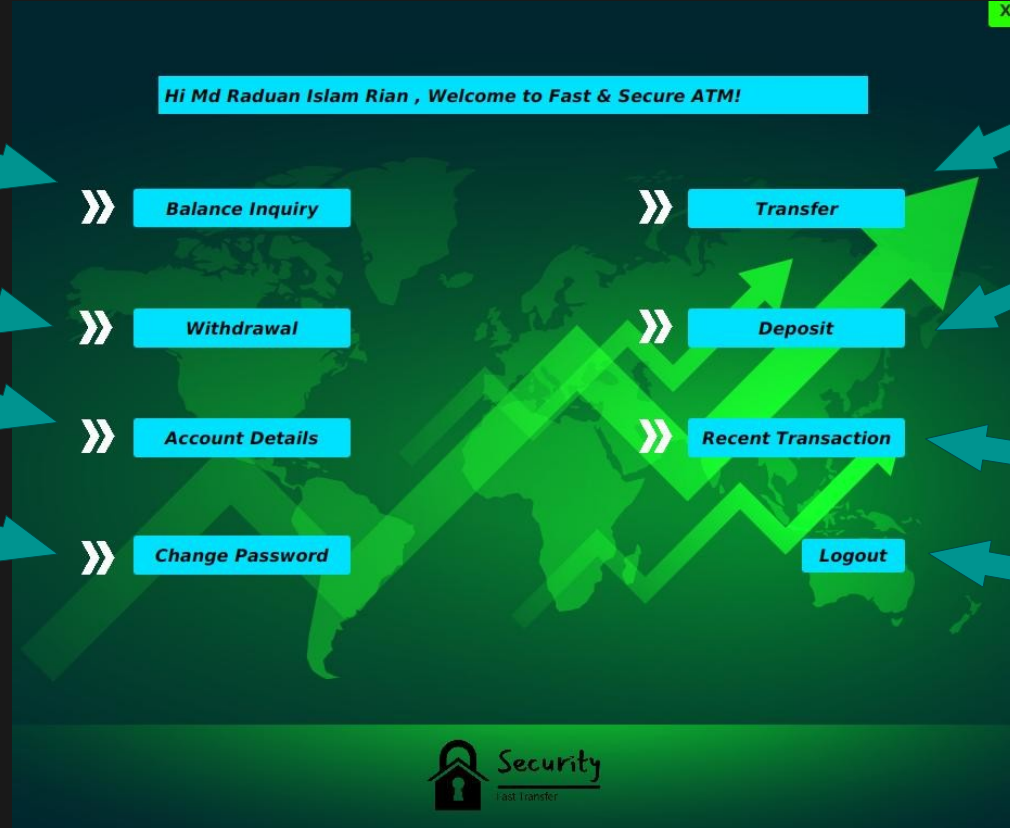 X
Hi Md Raduan Islam Rian , Welcome to Fast & Secure ATM!
Balance Inquiry
Transfer
Withdrawal
Deposit
Account Details
Recent Transaction
Change Password
Logout
Security
Fast Transfer